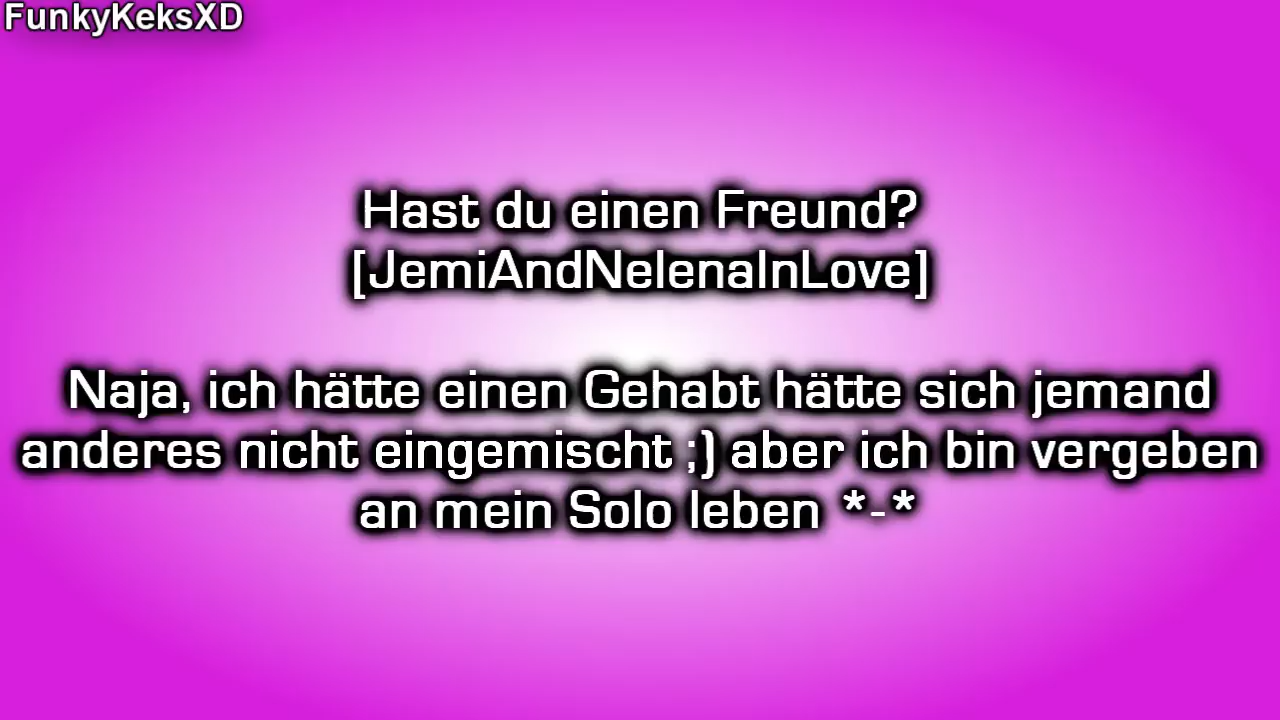 FunkyKeksXD
Hast du einen Freund?
[JemiAndNelenaInLove]
Naja, ich hätte einen Gehabt hätte sich jemand
anderes nicht eingemischt ;) aber ich bin vergeben
an mein Solo leben *-*